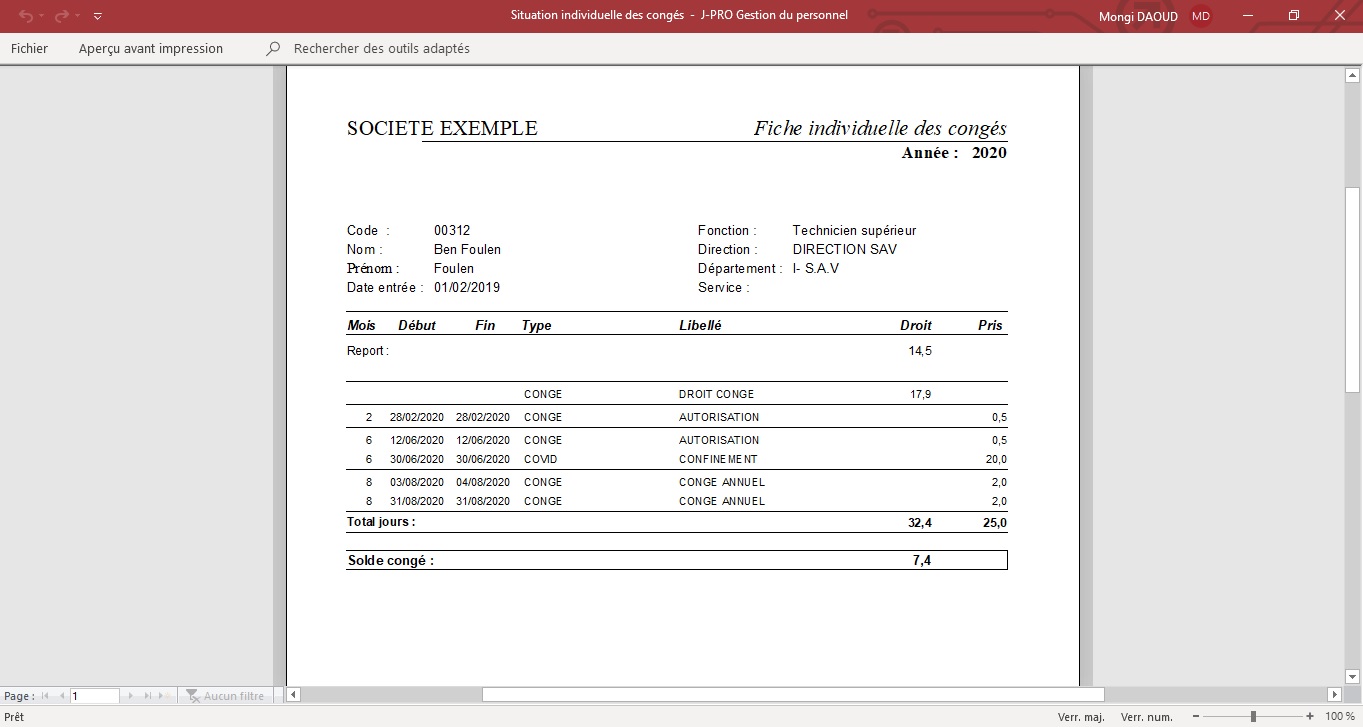 Situation individuelle des congés - J-PRO Gestion du personnel
Mongi DAOUD MD
Fichier Aperçu avant impression Rechercher des outils adaptés
SOCIETE EXEMPLE Fiche individuelle des congés
Année : 2020
Code : 00312 Fonction : Technicien supérieur
Nom : Ben Foulen Direction : DIRECTION SAV
Prénom : Foulen Département : I- S.A.V
Date entrée : 01/02/2019 Service :
Mois Début Fin Type Libellé Droit Pris
Report : 14,5
CONGE DROIT CONGE 17,9
2 28/02/2020 28/02/2020 CONGE AUTORISATION 0,5
6 12/06/2020 12/06/2020 CONGE AUTORISATION 0,5
6 30/06/2020 30/06/2020 COVID CONFINEMENT 20,0
8 03/08/2020 04/08/2020 CONGE CONGE ANNUEL 2,0
8 31/08/2020 31/08/2020 CONGE CONGE ANNUEL 2,0
Total jours : 32,4 25,0
Solde congé : 7,4
Page : 1 Aucun filtre
Prêt Verr. maj. Verr. num. 100 %